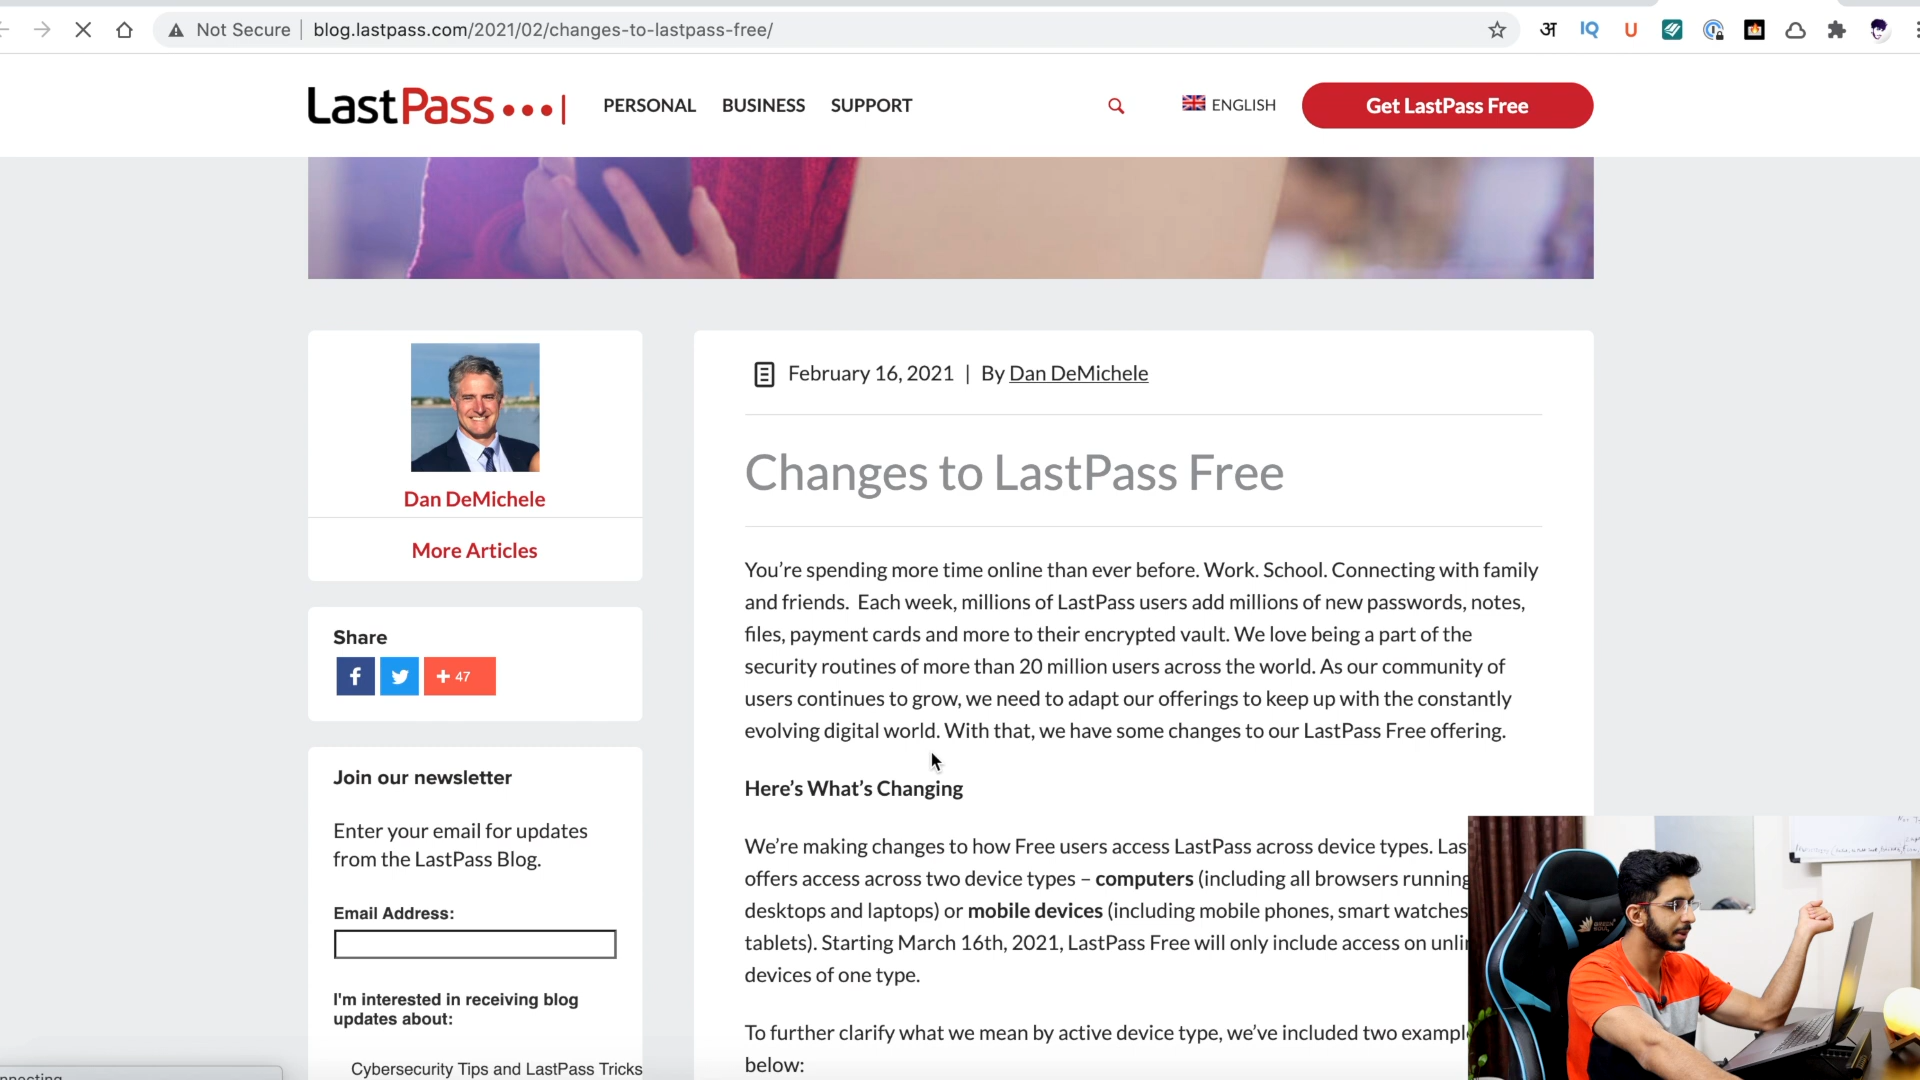 Not Secure | blog.lastpass.com/2021/02/changes-to-lastpass-free/
अ IQ U
LastPass •••|
PERSONAL BUSINESS SUPPORT
ENGLISH
Get LastPass Free
Dan DeMichele
More Articles
Share
f
+ 47
Join our newsletter
Enter your email for updates
from the LastPass Blog.
Email Address:
I'm interested in receiving blog
updates about:
Cybersecurity Tips and LastPass Tricks
February 16, 2021 | By Dan DeMichele
Changes to LastPass Free
You’re spending more time online than ever before. Work. School. Connecting with family
and friends. Each week, millions of LastPass users add millions of new passwords, notes,
files, payment cards and more to their encrypted vault. We love being a part of the
security routines of more than 20 million users across the world. As our community of
users continues to grow, we need to adapt our offerings to keep up with the constantly
evolving digital world. With that, we have some changes to our LastPass Free offering.
Here’s What’s Changing
We’re making changes to how Free users access LastPass across device types. Las
offers access across two device types – computers (including all browsers running
desktops and laptops) or mobile devices (including mobile phones, smart watches
tablets). Starting March 16th, 2021, LastPass Free will only include access on unli
devices of one type.
To further clarify what we mean by active device type, we’ve included two exampl
below: